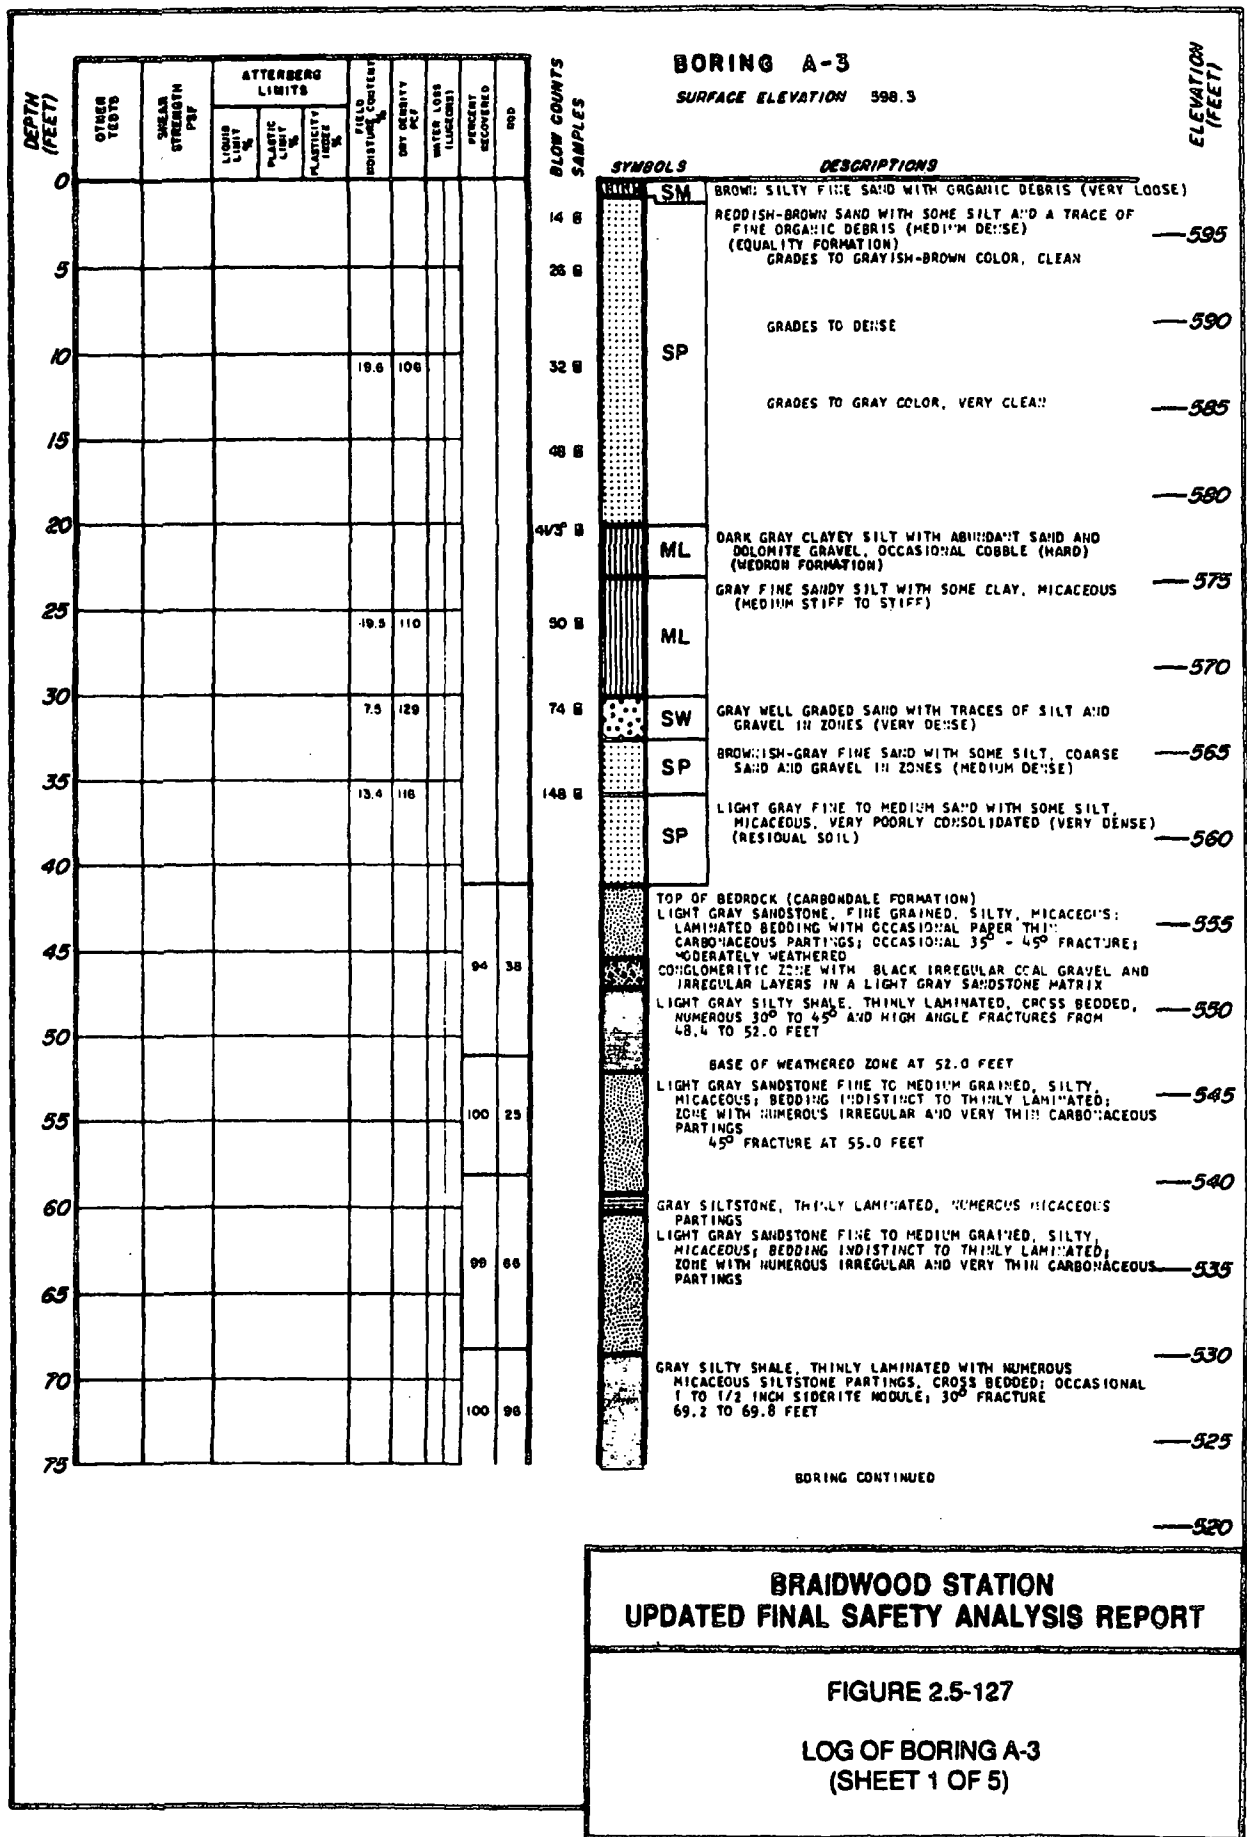 BORING A-3
SURFACE ELEVATION 598.3
DEPTH (FEET)
OTHER TESTS
SHEAR STRENGTH PSF
ATTERBERG LIMITS
LIQUID LIMIT %
PLASTIC LIMIT %
PLASTICITY INDEX %
FIELD MOISTURE CONTENT %
DRY DENSITY PCF
WATER LOSS (LUGEONS)
PERCENT RECOVERED
RQD
BLOW COUNTS
SAMPLES
SYMBOLS
DESCRIPTIONS
ELEVATION (FEET)
0
SM
BROWN SILTY FINE SAND WITH ORGANIC DEBRIS (VERY LOOSE)
14
REDDISH-BROWN SAND WITH SOME SILT AND A TRACE OF
FINE ORGANIC DEBRIS (MEDIUM DENSE)
(EQUALITY FORMATION)
595
GRADES TO GRAYISH-BROWN COLOR, CLEAN
5
26
GRADES TO DENSE
590
10
19.6 106
32
SP
GRADES TO GRAY COLOR, VERY CLEAN
585
15
48
580
20
41/3"
ML
DARK GRAY CLAYEY SILT WITH ABUNDANT SAND AND
DOLOMITE GRAVEL, OCCASIONAL COBBLE (HARD)
(WEDRON FORMATION)
575
GRAY FINE SANDY SILT WITH SOME CLAY, MICACEOUS
(MEDIUM STIFF TO STIFF)
25
19.5 110
50
ML
570
30
7.5 129
74
SW
GRAY WELL GRADED SAND WITH TRACES OF SILT AND
GRAVEL IN ZONES (VERY DENSE)
565
SP
BROWNISH-GRAY FINE SAND WITH SOME SILT, COARSE
SAND AND GRAVEL IN ZONES (MEDIUM DENSE)
35
13.4 116
148
SP
LIGHT GRAY FINE TO MEDIUM SAND WITH SOME SILT,
MICACEOUS, VERY POORLY CONSOLIDATED (VERY DENSE)
(RESIDUAL SOIL)
560
40
TOP OF BEDROCK (CARBONDALE FORMATION)
LIGHT GRAY SANDSTONE, FINE GRAINED, SILTY, MICACEOUS;
LAMINATED BEDDING WITH OCCASIONAL PAPER THIN
CARBONACEOUS PARTINGS; OCCASIONAL 35° - 45° FRACTURE;
MODERATELY WEATHERED
555
45
94 38
CONGLOMERITIC ZONE WITH BLACK IRREGULAR COAL GRAVEL AND
IRREGULAR LAYERS IN A LIGHT GRAY SANDSTONE MATRIX
LIGHT GRAY SILTY SHALE, THINLY LAMINATED, CROSS BEDDED,
NUMEROUS 30° TO 45° AND HIGH ANGLE FRACTURES FROM
48.4 TO 52.0 FEET
550
50
BASE OF WEATHERED ZONE AT 52.0 FEET
LIGHT GRAY SANDSTONE FINE TO MEDIUM GRAINED, SILTY,
MICACEOUS; BEDDING INDISTINCT TO THINLY LAMINATED;
ZONE WITH NUMEROUS IRREGULAR AND VERY THIN CARBONACEOUS
PARTINGS
545
100 25
55
45° FRACTURE AT 55.0 FEET
540
60
GRAY SILTSTONE, THINLY LAMINATED, NUMEROUS MICACEOUS
PARTINGS
LIGHT GRAY SANDSTONE FINE TO MEDIUM GRAINED, SILTY,
MICACEOUS; BEDDING INDISTINCT TO THINLY LAMINATED;
ZONE WITH NUMEROUS IRREGULAR AND VERY THIN CARBONACEOUS
PARTINGS
99 66
535
65
530
70
GRAY SILTY SHALE, THINLY LAMINATED WITH NUMEROUS
MICACEOUS SILTSTONE PARTINGS, CROSS BEDDED; OCCASIONAL
1 TO 1/2 INCH SIDERITE NODULE; 30° FRACTURE
69.2 TO 69.8 FEET
100 96
525
75
BORING CONTINUED
520
BRAIDWOOD STATION
UPDATED FINAL SAFETY ANALYSIS REPORT
FIGURE 2.5-127
LOG OF BORING A-3
(SHEET 1 OF 5)